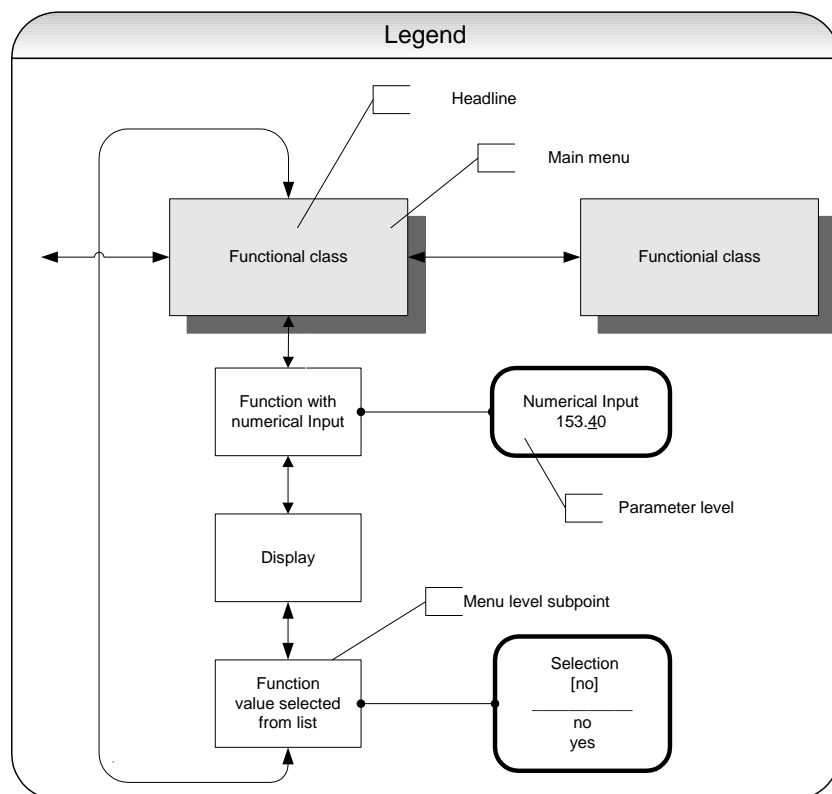 Legend
Headline
Main menu
Functional class
Functionial class
Function with
numerical Input
Numerical Input
153.40
Parameter level
Display
Menu level subpoint
Function
value selected
from list
Selection
[no]
no
yes